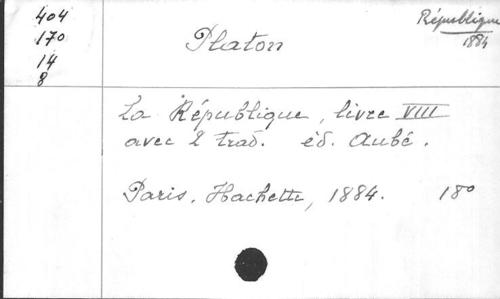 404
170
14
8
Platon
République
1884
La République, livre VIII
avec 2 trad. éd. Aubé.
Paris, Hachette, 1884. 18°